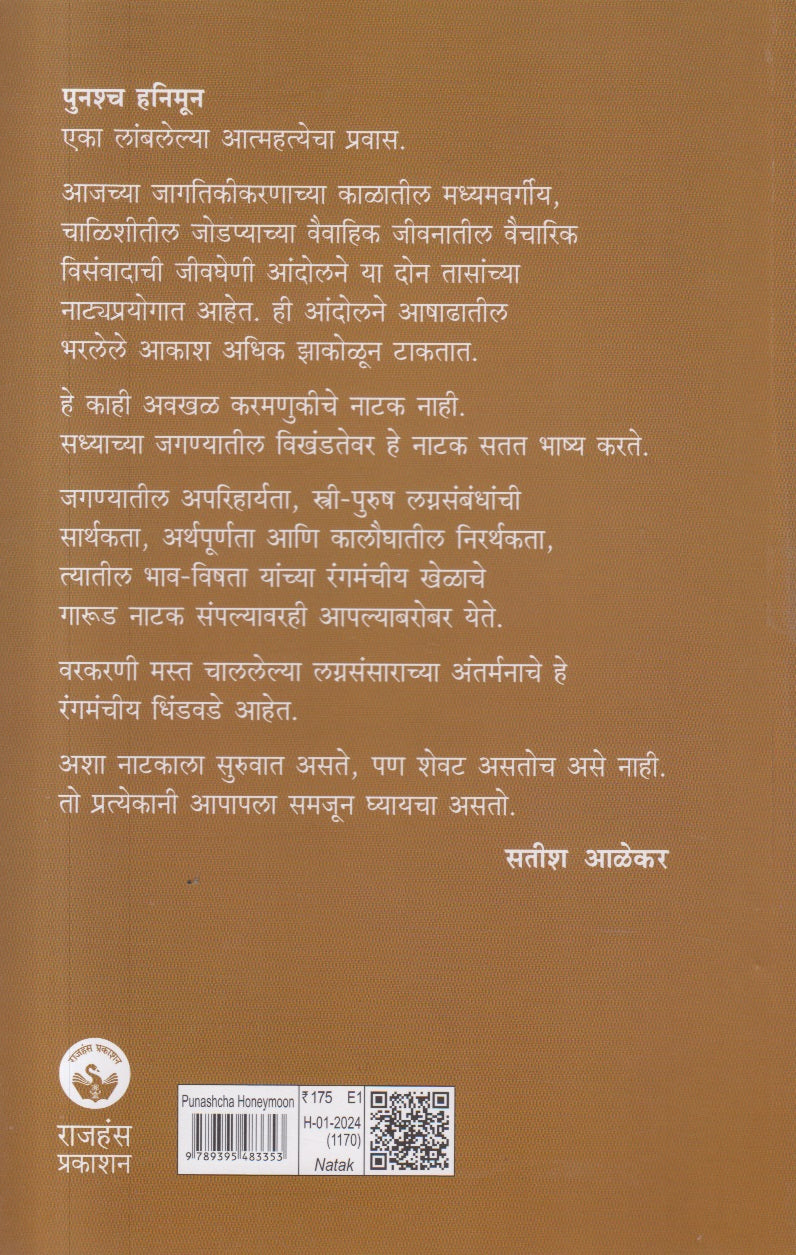 पुनश्च हनिमून
एका लांबलेल्या आत्महत्येचा प्रवास.
आजच्या जागतिकीकरणाच्या काळातील मध्यमवर्गीय,
चाळिशीतील जोडप्याच्या वैवाहिक जीवनातील वैचारिक
विसंवादाची जीवघेणी आंदोलने या दोन तासांच्या
नाट्यप्रयोगात आहेत. ही आंदोलने आषाढातील
भरलेले आकाश अधिक झाकोळून टाकतात.
हे काही अवखळ करमणुकीचे नाटक नाही.
सध्याच्या जगण्यातील विखंडतेवर हे नाटक सतत भाष्य करते.
जगण्यातील अपरिहार्यता, स्त्री-पुरुष लग्नसंबंधांची
सार्थकता, अर्थपूर्णता आणि कालौघातील निरर्थकता,
त्यातील भाव-विषता यांच्या रंगमंचीय खेळाचे
गारूड नाटक संपल्यावरही आपल्याबरोबर येते.
वरकरणी मस्त चाललेल्या लग्नसंसाराच्या अंतर्मनाचे हे
रंगमंचीय धिंडवडे आहेत.
अशा नाटकाला सुरुवात असते, पण शेवट असतोच असे नाही.
तो प्रत्येकानी आपापला समजून घ्यायचा असतो.
सतीश आळेकर
राजहंस प्रकाशन
राजहंस
प्रकाशन
Punashcha Honeymoon
9 789395 483353
₹175 E1
H-01-2024
(1170)
Natak